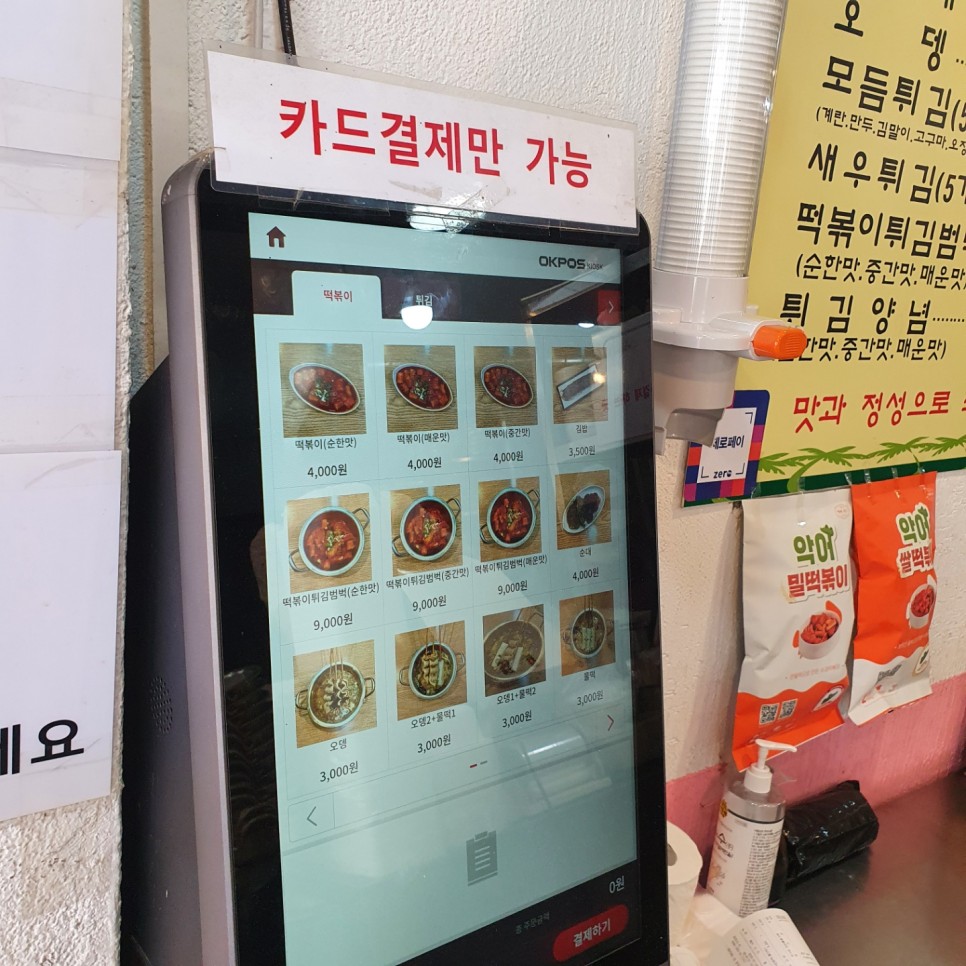 카드결제만 가능
OKPOS
떡볶이
튀김
떡볶이(순한맛)
4,000원
떡볶이(매운맛)
4,000원
떡볶이(중간맛)
4,000원
김밥
3,500원
떡볶이튀김범벅(순한맛)
9,000원
떡볶이튀김범벅(중간맛)
9,000원
떡볶이튀김범벅(매운맛)
9,000원
순대
4,000원
오뎅
3,000원
오뎅2+물떡1
3,000원
오뎅1+물떡2
3,000원
물떡
3,000원
0원
총 주문금액
결제하기
세요
오 뎅
모듬튀김(5
(계란.만두.김말이.고구마.오징
새우튀김(5개
떡볶이튀김범벅
(순한맛.중간맛.매운맛)
튀김양념
한맛.중간맛.매운맛)
맛과 정성으로
제로페이
zero
악어
밀떡볶이
악어
쌀떡볶이